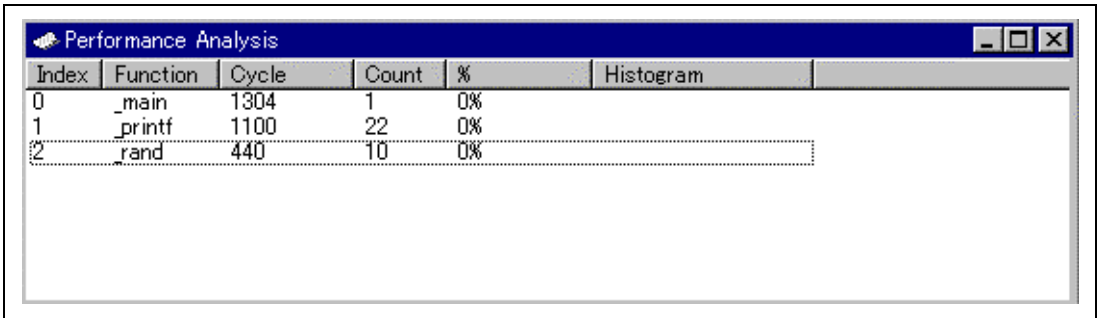 Performance Analysis
Index Function Cycle Count % Histogram
0 _main 1304 1 0%
1 _printf 1100 22 0%
2 _rand 440 10 0%